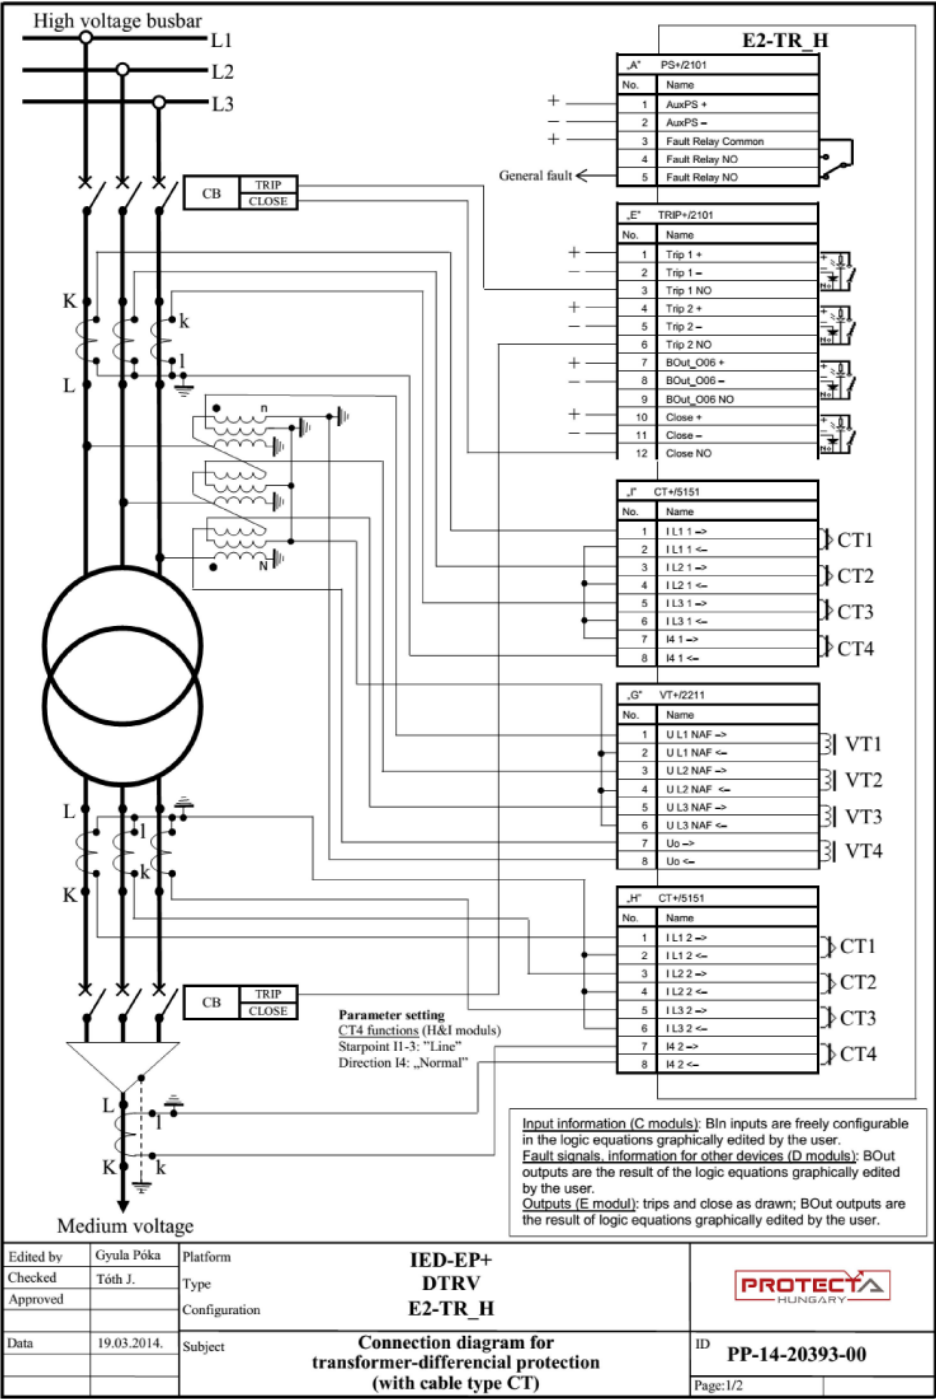 High voltage busbar
L1
L2
L3
E2-TR_H
„A" PS+/2101
No. Name
1 AuxPS +
2 AuxPS –
3 Fault Relay Common
4 Fault Relay NO
5 Fault Relay NO
+
–
+
General fault
CB TRIP
CLOSE
„E" TRIP+/2101
No. Name
1 Trip 1 +
2 Trip 1 –
3 Trip 1 NO
4 Trip 2 +
5 Trip 2 –
6 Trip 2 NO
7 BOut_O06 +
8 BOut_O06 –
9 BOut_O06 NO
10 Close +
11 Close –
12 Close NO
+
–
+
–
+
–
+
–
K
k
l
L
n
N
„I" CT+/5151
No. Name
1 I L1 1 –>
2 I L1 1 <–
3 I L2 1 –>
4 I L2 1 <–
5 I L3 1 –>
6 I L3 1 <–
7 I4 1 –>
8 I4 1 <–
CT1
CT2
CT3
CT4
„G" VT+/2211
No. Name
1 U L1 NAF –>
2 U L1 NAF <–
3 U L2 NAF –>
4 U L2 NAF <–
5 U L3 NAF –>
6 U L3 NAF <–
7 Uo –>
8 Uo <–
VT1
VT2
VT3
VT4
L
l
k
K
„H" CT+/5151
No. Name
1 I L1 2 –>
2 I L1 2 <–
3 I L2 2 –>
4 I L2 2 <–
5 I L3 2 –>
6 I L3 2 <–
7 I4 2 –>
8 I4 2 <–
CT1
CT2
CT3
CT4
CB TRIP
CLOSE
Parameter setting
CT4 functions (H&I moduls)
Starpoint I1-3: "Line"
Direction I4: „Normal"
L
l
K
k
Medium voltage
Input information (C moduls): BIn inputs are freely configurable
in the logic equations graphically edited by the user.
Fault signals, information for other devices (D moduls): BOut
outputs are the result of the logic equations graphically edited
by the user.
Outputs (E modul): trips and close as drawn; BOut outputs are
the result of logic equations graphically edited by the user.
Edited by Gyula Póka
Checked Tóth J.
Approved
Data 19.03.2014.
Platform IED-EP+
Type DTRV
Configuration E2-TR_H
Subject Connection diagram for
transformer-differencial protection
(with cable type CT)
PROTECTA
HUNGARY
ID PP-14-20393-00
Page:1/2